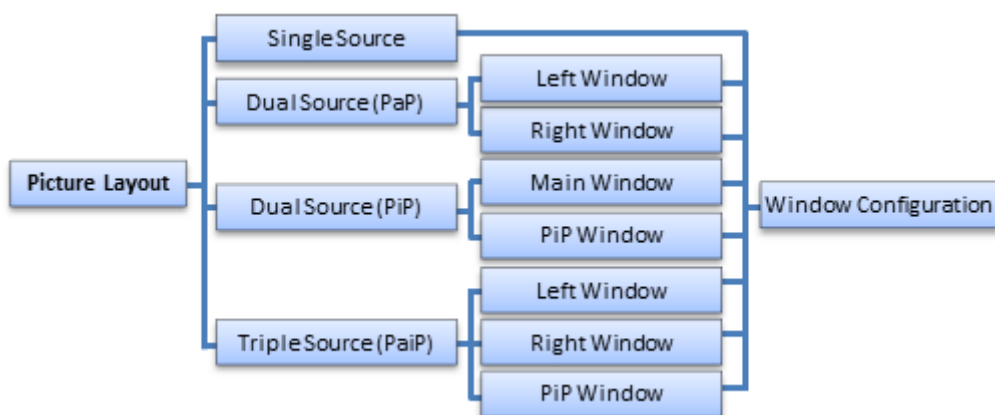 Single Source
Left Window
Dual Source (PaP)
Right Window
Picture Layout
Main Window
Dual Source (PiP)
Window Configuration
PiP Window
Left Window
Triple Source (PaiP)
Right Window
PiP Window